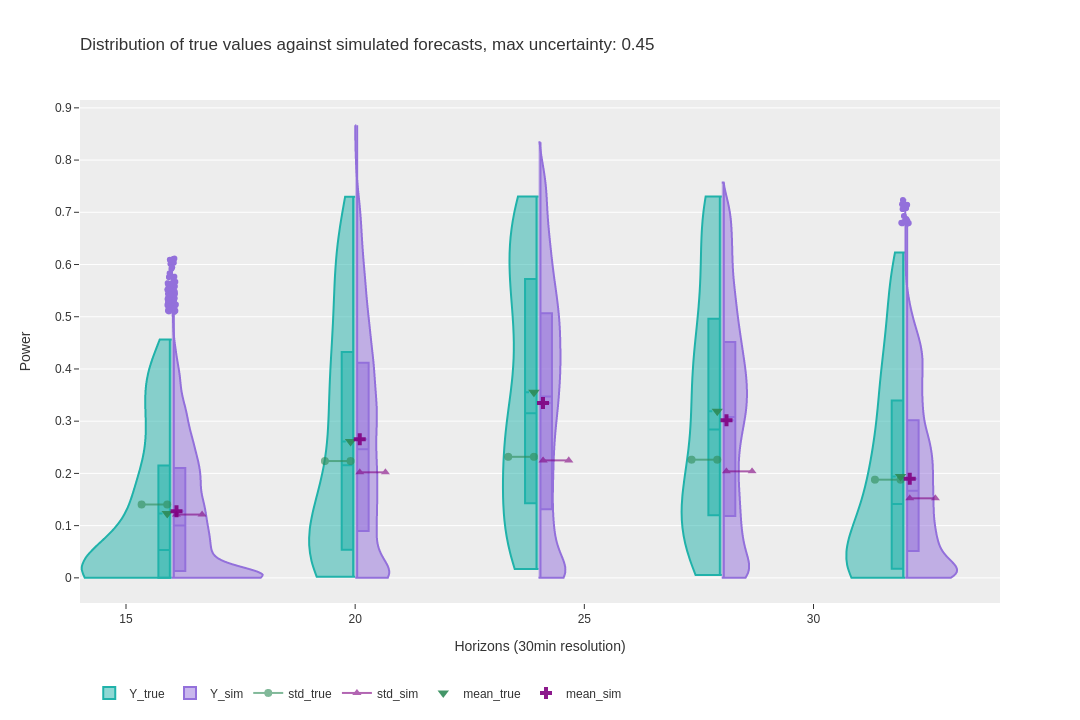 Distribution of true values against simulated forecasts, max uncertainty: 0.45
0.9
0.8
0.7
0.6
0.5
0.4
0.3
0.2
0.1
0
Power
15
20
25
30
Horizons (30min resolution)
Y_true
Y_sim
std_true
std_sim
mean_true
mean_sim